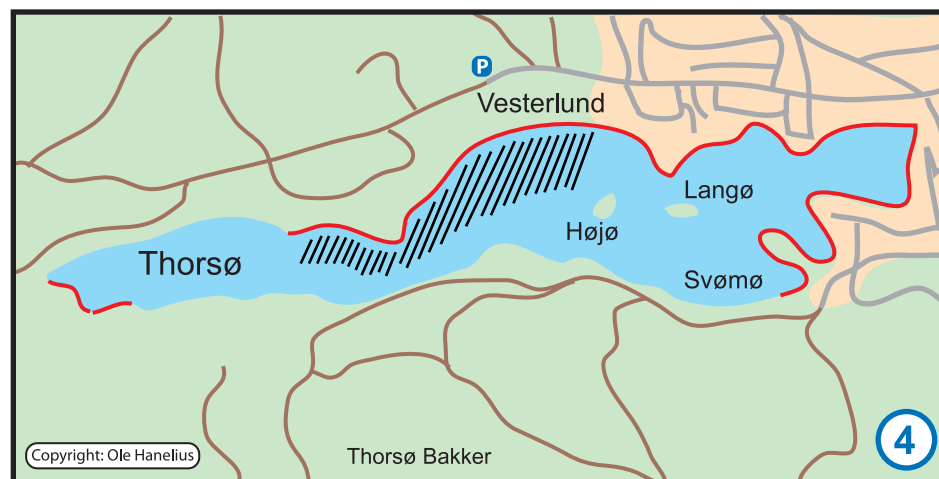 P
Vesterlund
Langø
Højø
Thorsø
Svømø
Thorsø Bakker
4
Copyright: Ole Hanelius